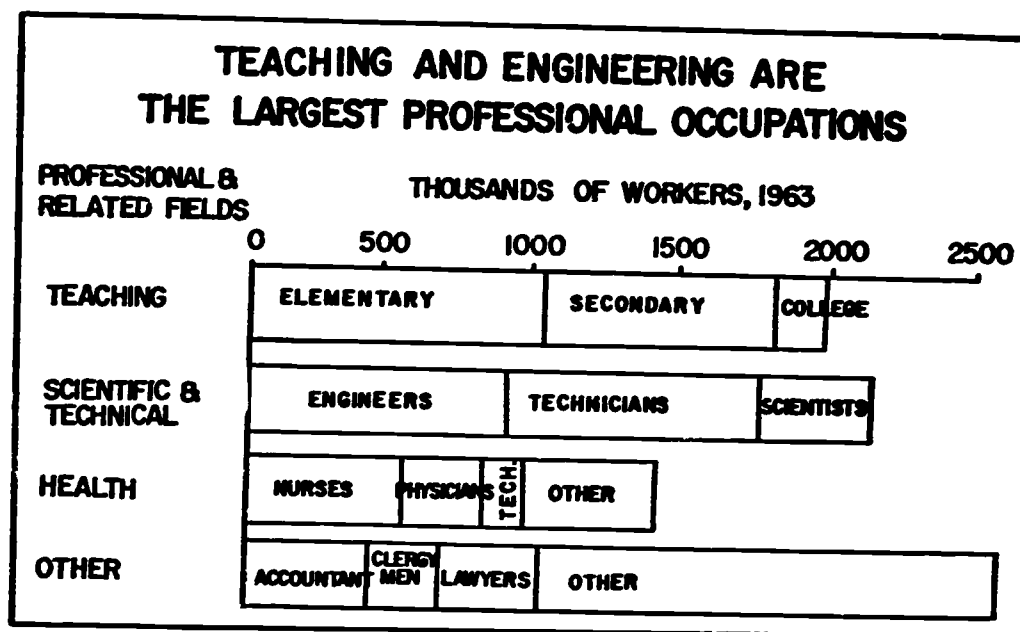 TEACHING AND ENGINEERING ARE
THE LARGEST PROFESSIONAL OCCUPATIONS
PROFESSIONAL &
RELATED FIELDS
THOUSANDS OF WORKERS, 1963
0 500 1000 1500 2000 2500
TEACHING
ELEMENTARY SECONDARY COLLEGE
SCIENTIFIC &
TECHNICAL
ENGINEERS TECHNICIANS SCIENTISTS
HEALTH
NURSES PHYSICIANS TECH. OTHER
OTHER
ACCOUNTANT CLERGY
MEN LAWYERS OTHER